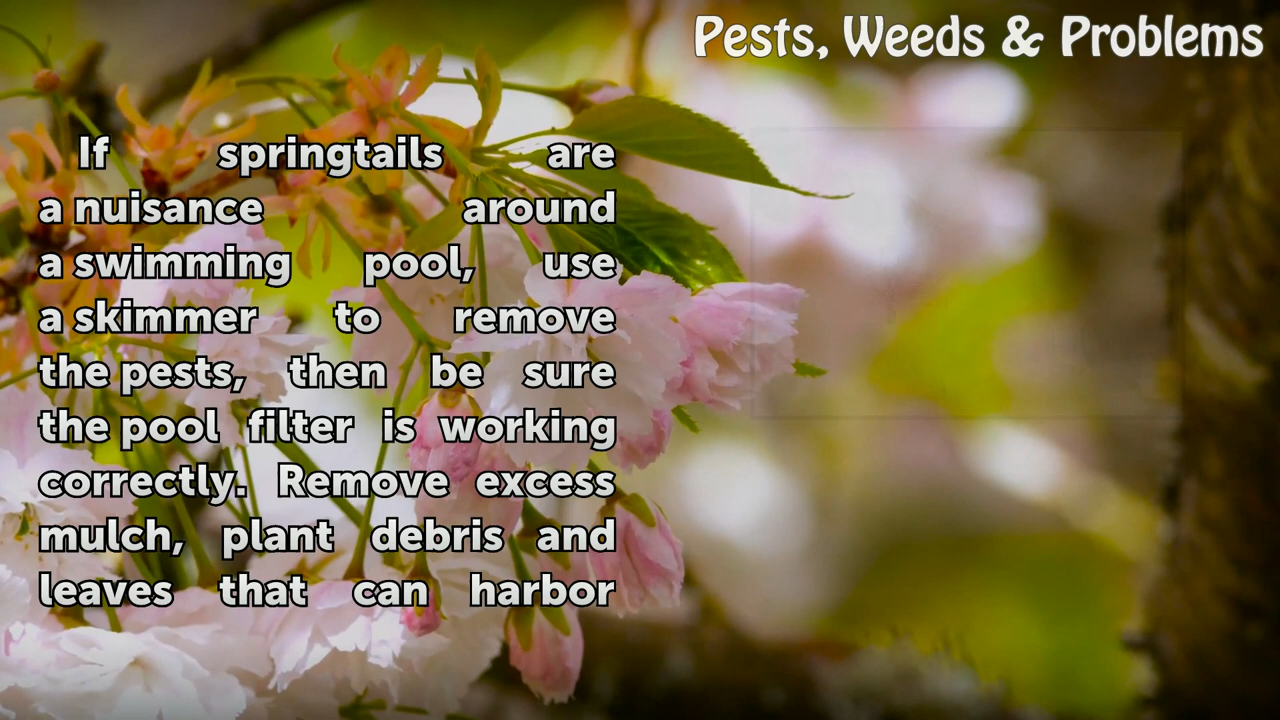 Pests, Weeds & Problems
If springtails are
a nuisance around
a swimming pool, use
a skimmer to remove
the pests, then be sure
the pool filter is working
correctly. Remove excess
mulch, plant debris and
leaves that can harbor